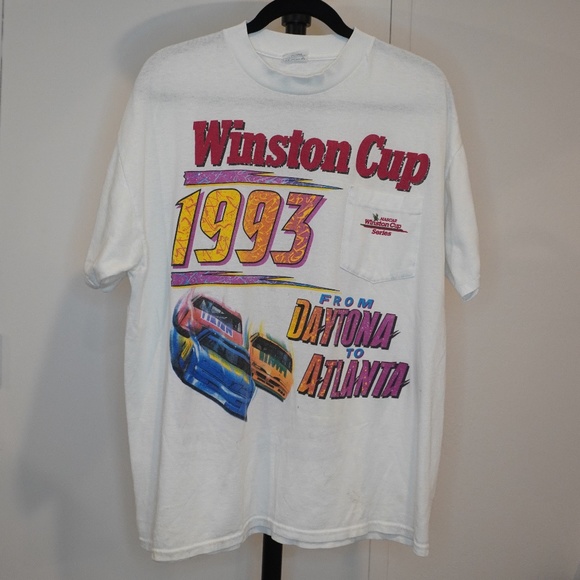 Winston Cup
1993
NASCAR
Winston Cup
Series
FROM
DAYTONA
TO
ATLANTA